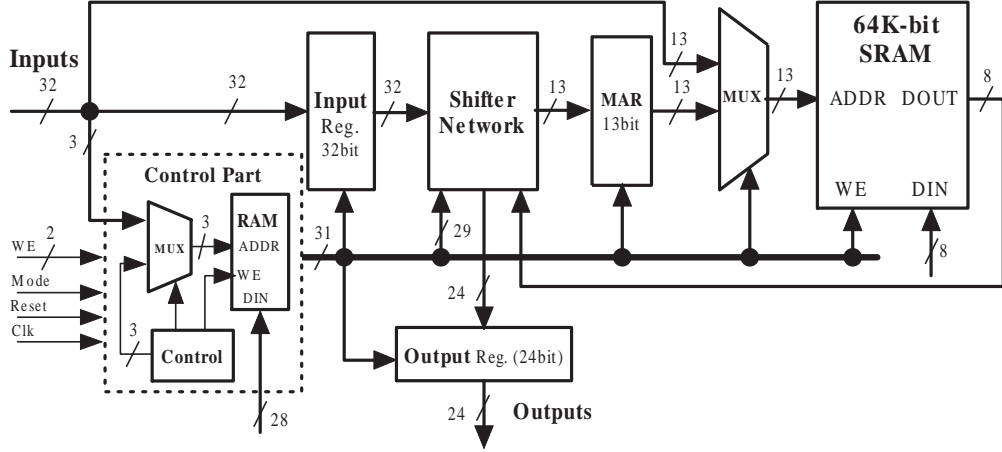 Inputs
32
32
3
Input
Reg.
32bit
32
Shifter
Network
13
MAR
13bit
13
13
MUX
13
64K-bit
SRAM
ADDR DOUT
WE DIN
8
8
Control Part
MUX
3
RAM
ADDR
WE
DIN
Control
3
28
WE
2
Mode
Reset
Clk
31
29
24
Output Reg. (24bit)
24
Outputs